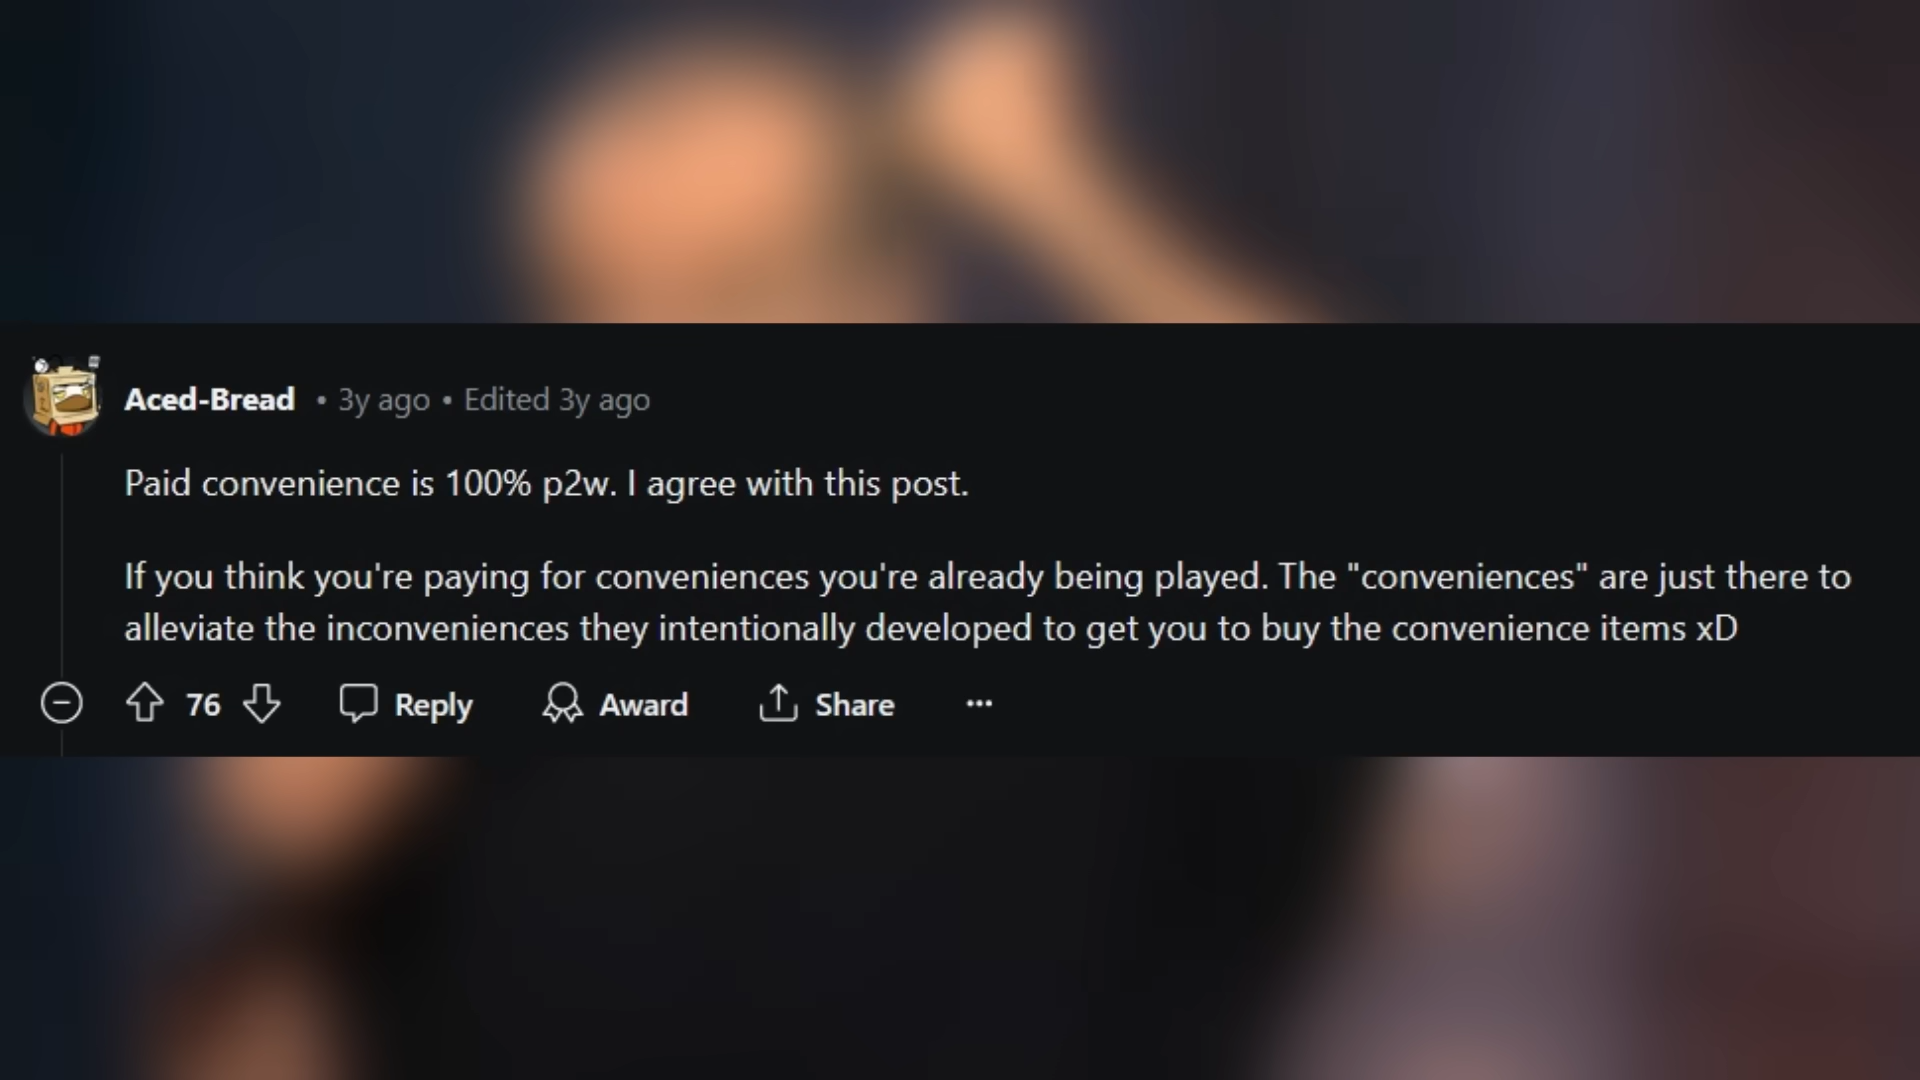 Aced-Bread • 3y ago • Edited 3y ago
Paid convenience is 100% p2w. I agree with this post.
If you think you're paying for conveniences you're already being played. The "conveniences" are just there to
alleviate the inconveniences they intentionally developed to get you to buy the convenience items xD
76 Reply Award Share ···